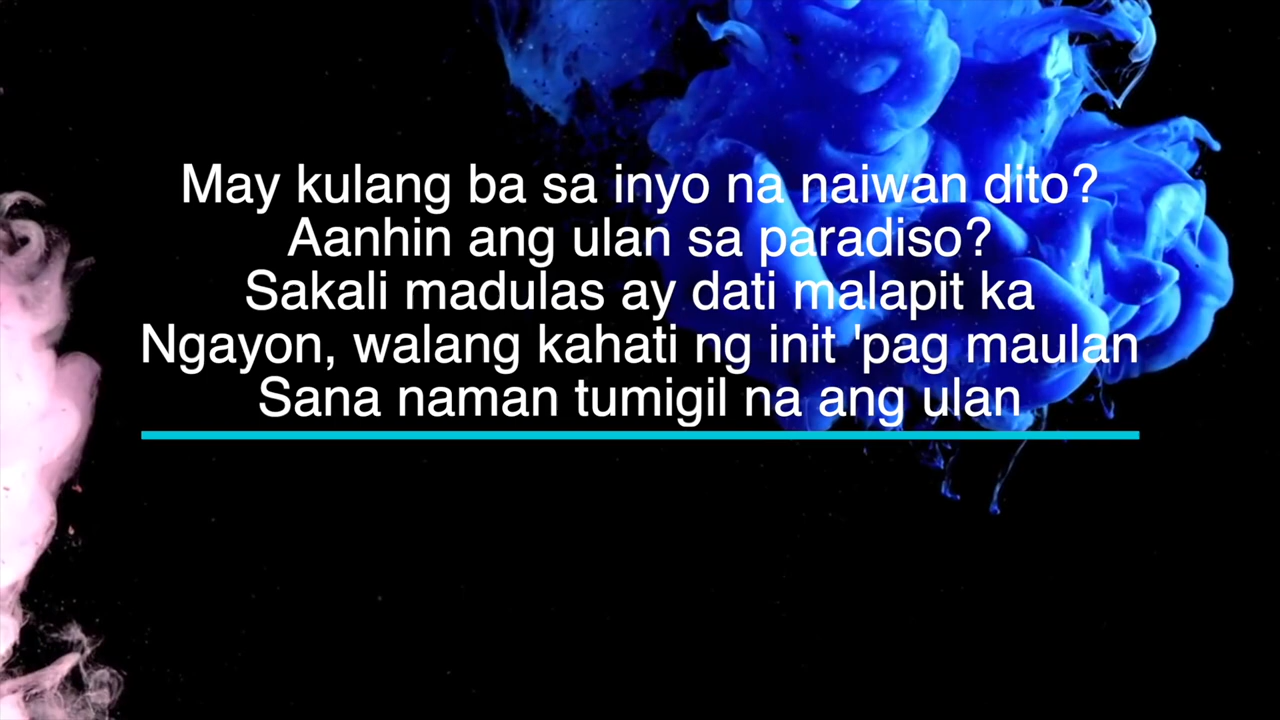 May kulang ba sa inyo na naiwan dito?
Aanhin ang ulan sa paradiso?
Sakali madulas ay dati malapit ka
Ngayon, walang kahati ng init 'pag maulan
Sana naman tumigil na ang ulan